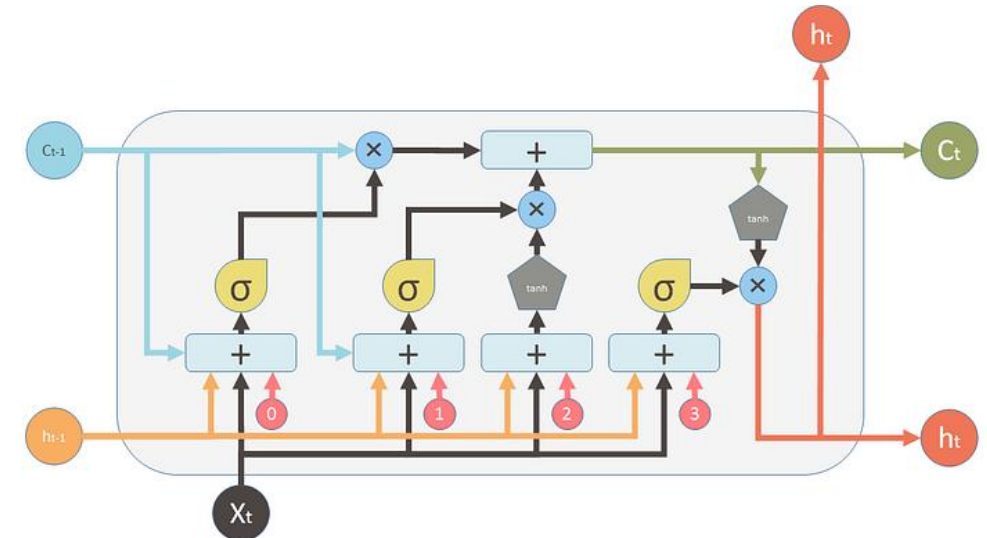 ht
Ct-1
×
+
Ct
×
tanh
σ
σ
tanh
σ
×
+
+
+
+
0
1
2
3
ht-1
ht
Xt